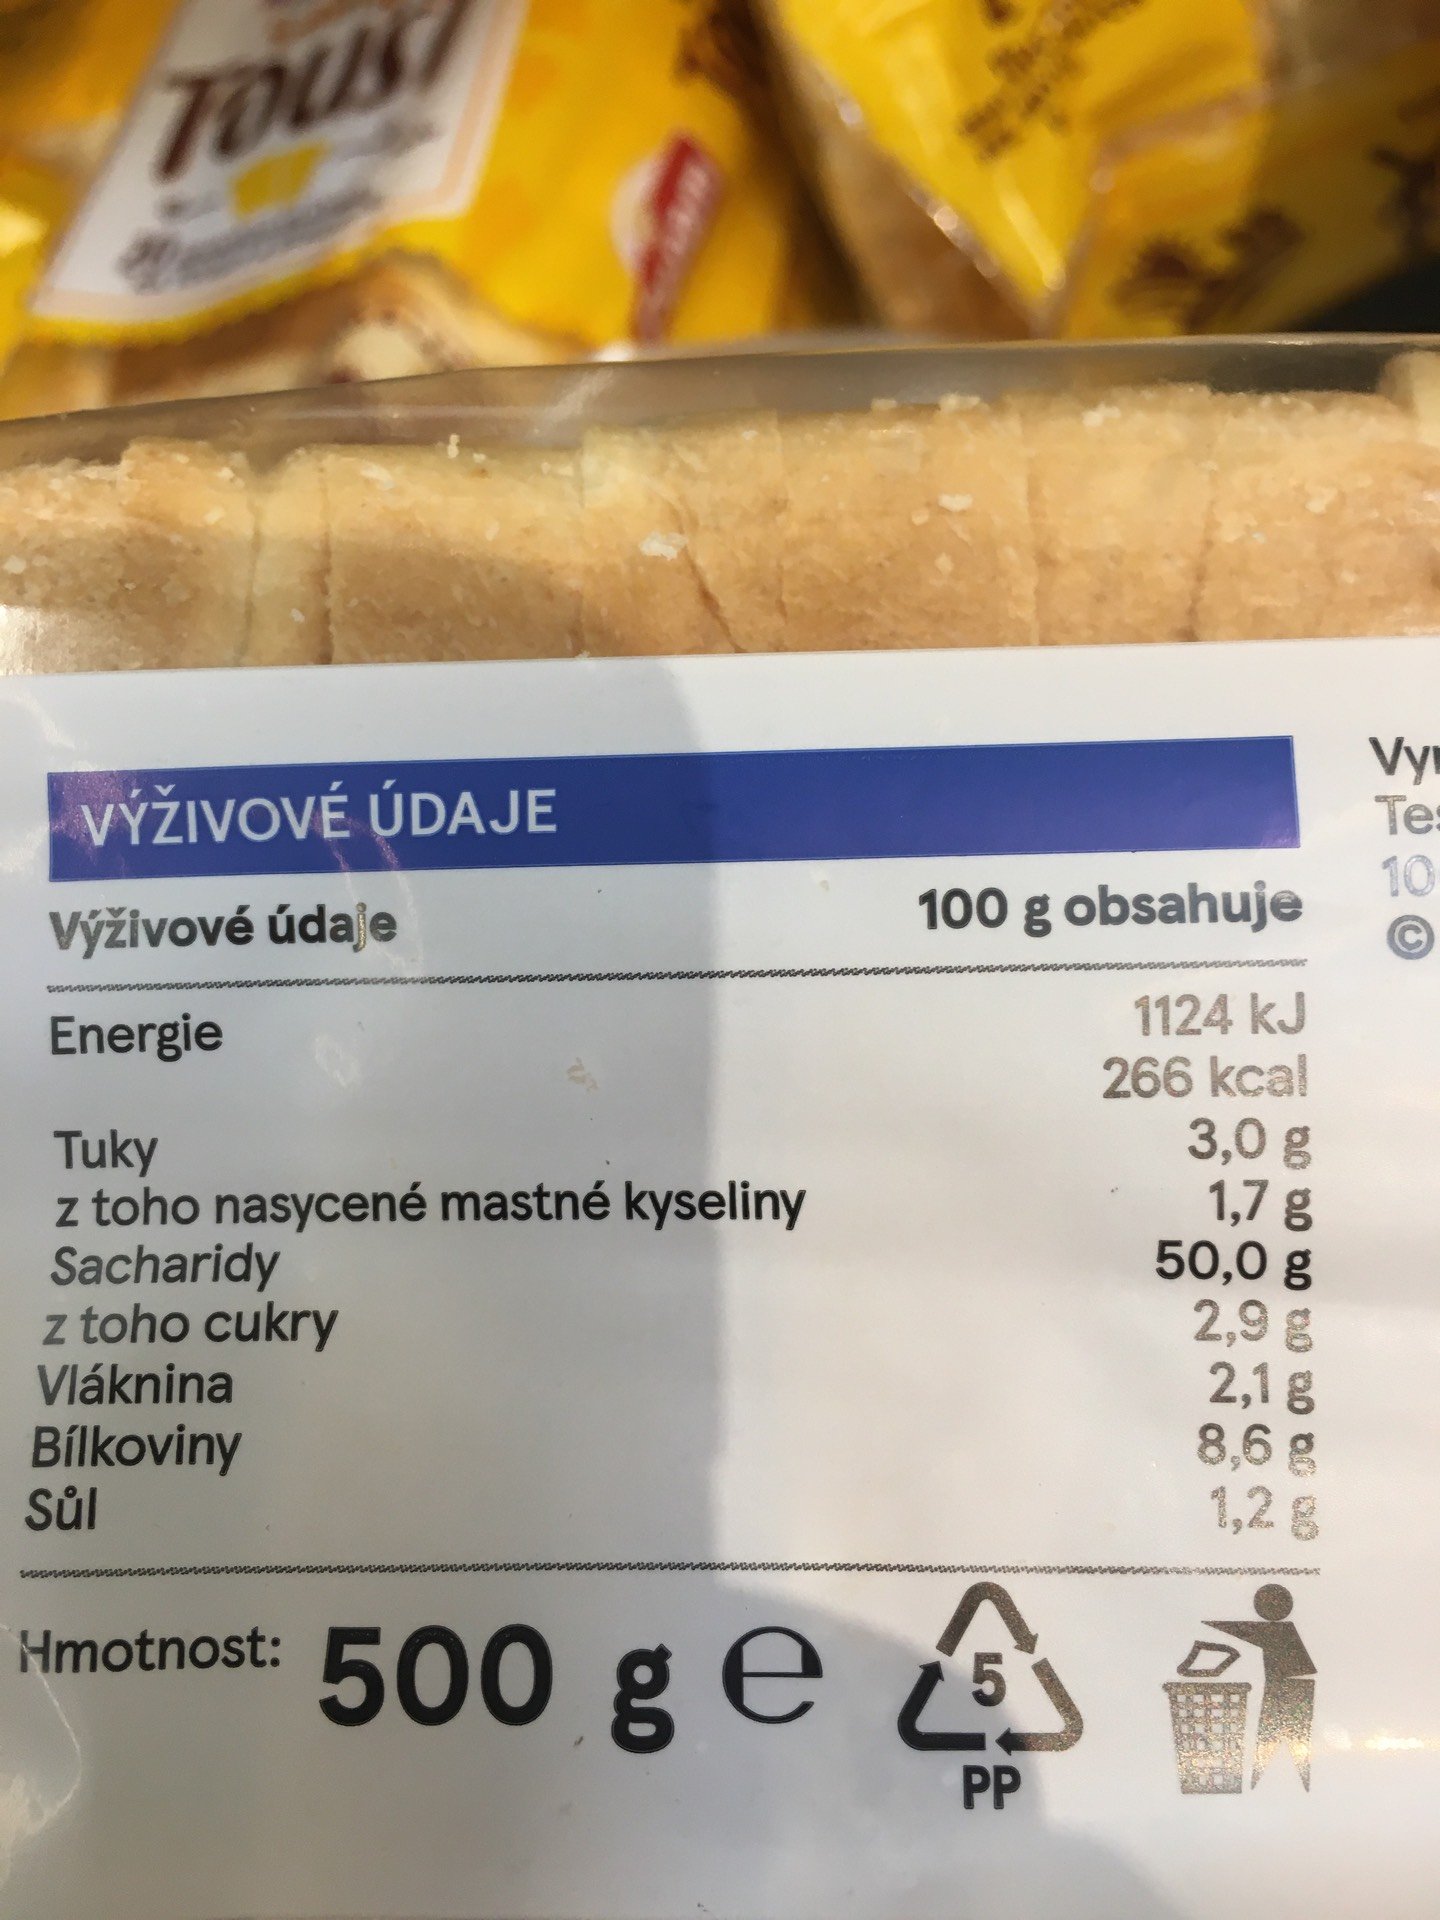 Toust
VÝŽIVOVÉ ÚDAJE
Výživové údaje 100 g obsahuje
Energie 1124 kJ
266 kcal
Tuky 3,0 g
z toho nasycené mastné kyseliny 1,7 g
Sacharidy 50,0 g
z toho cukry 2,9 g
Vláknina 2,1 g
Bílkoviny 8,6 g
Sůl 1,2 g
Hmotnost: 500 g ℮
5
PP
10
©